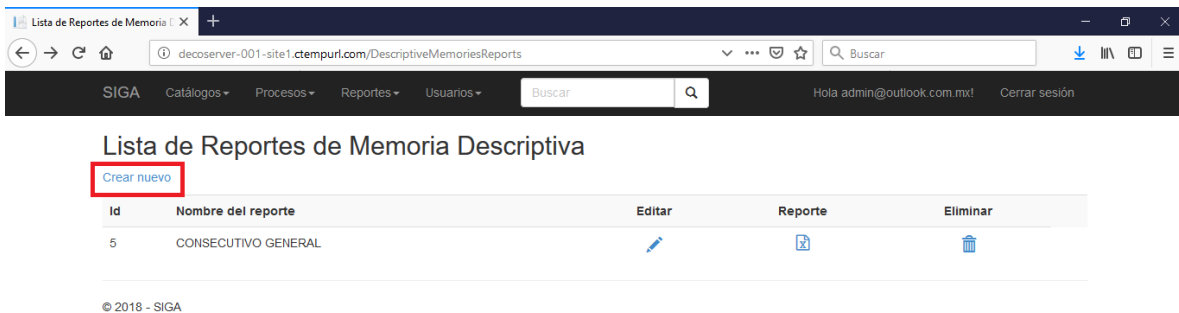 Lista de Reportes de Memoria D
decoserver-001-site1.ctempurl.com/DescriptiveMemoriesReports
Buscar
SIGA Catálogos Procesos Reportes Usuarios Buscar Hola admin@outlook.com.mx! Cerrar sesión
Lista de Reportes de Memoria Descriptiva
Crear nuevo
Id Nombre del reporte Editar Reporte Eliminar
5 CONSECUTIVO GENERAL
© 2018 - SIGA